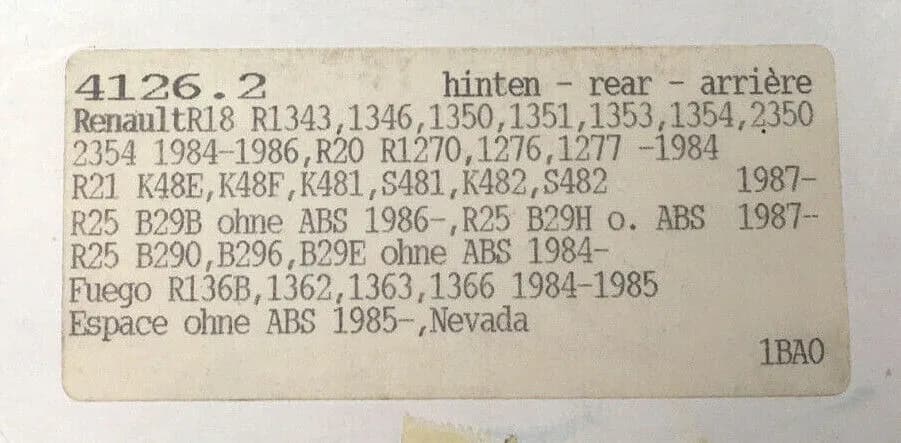 4126.2 hinten - rear - arrière
RenaultR18 R1343,1346,1350,1351,1353,1354,2350
2354 1984-1986,R20 R1270,1276,1277 -1984
R21 K48E,K48F,K481,S481,K482,S482 1987-
R25 B29B ohne ABS 1986-,R25 B29H o. ABS 1987--
R25 B290,B296,B29E ohne ABS 1984-
Fuego R136B,1362,1363,1366 1984-1985
Espace ohne ABS 1985-,Nevada
1BA0